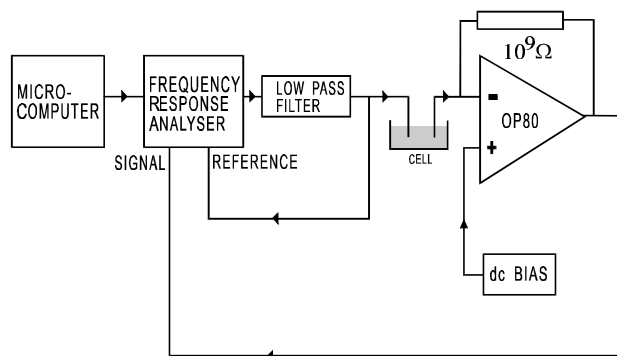 MICRO-
COMPUTER
FREQUENCY
RESPONSE
ANALYSER
LOW PASS
FILTER
CELL
10⁹Ω
-
+
OP80
SIGNAL
REFERENCE
dc BIAS